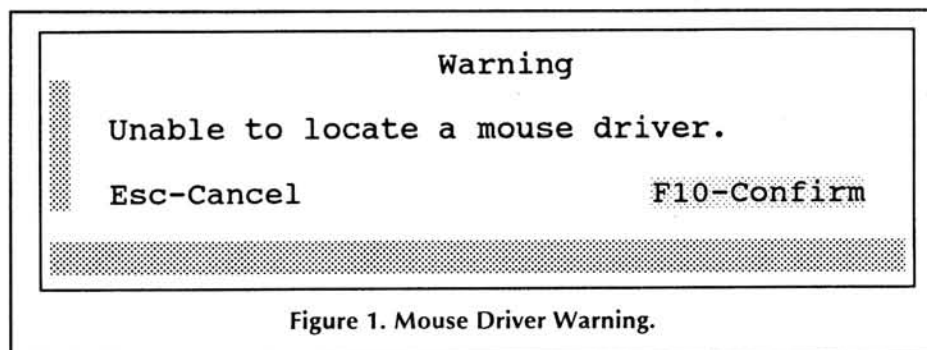 Warning
Unable to locate a mouse driver.
Esc-Cancel F10-Confirm
Figure 1. Mouse Driver Warning.